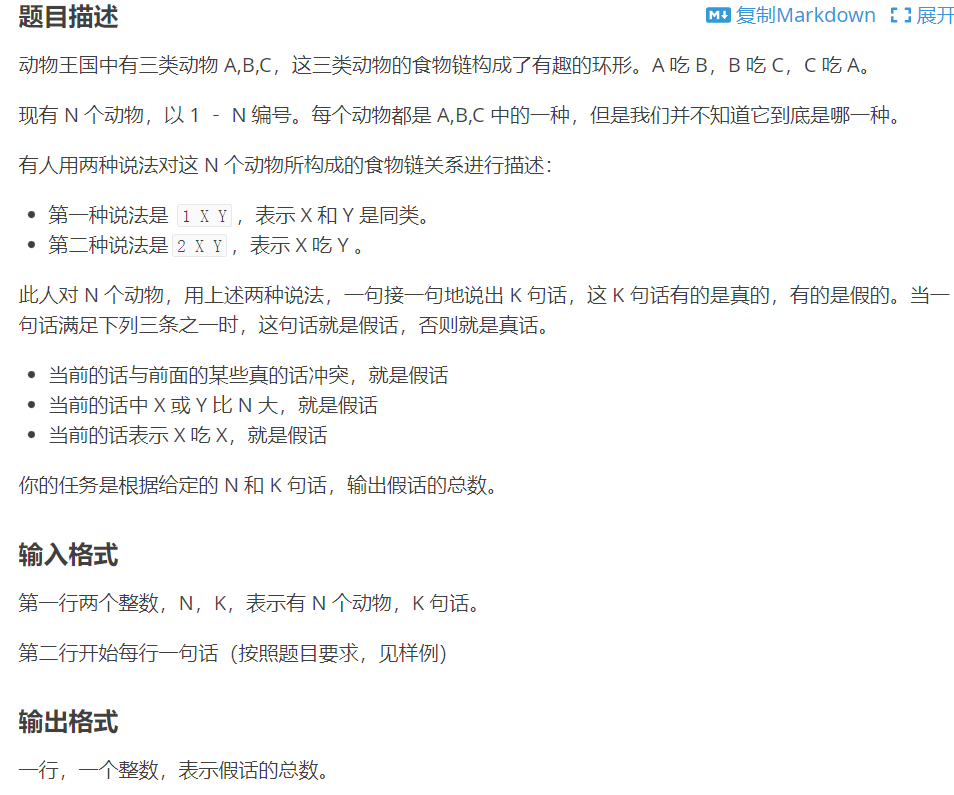 题目描述
复制Markdown 展开
动物王国中有三类动物 A,B,C，这三类动物的食物链构成了有趣的环形。A 吃 B，B 吃 C，C 吃 A。
现有 N 个动物，以 1 － N 编号。每个动物都是 A,B,C 中的一种，但是我们并不知道它到底是哪一种。
有人用两种说法对这 N 个动物所构成的食物链关系进行描述：
第一种说法是 1 X Y，表示 X 和 Y 是同类。
第二种说法是 2 X Y，表示 X 吃 Y 。
此人对 N 个动物，用上述两种说法，一句接一句地说出 K 句话，这 K 句话有的是真的，有的是假的。当一
句话满足下列三条之一时，这句话就是假话，否则就是真话。
当前的话与前面的某些真的话冲突，就是假话
当前的话中 X 或 Y 比 N 大，就是假话
当前的话表示 X 吃 X，就是假话
你的任务是根据给定的 N 和 K 句话，输出假话的总数。
输入格式
第一行两个整数，N，K，表示有 N 个动物，K 句话。
第二行开始每行一句话（按照题目要求，见样例）
输出格式
一行，一个整数，表示假话的总数。